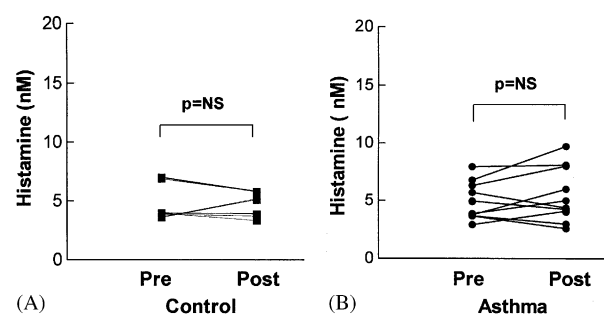 20
15
10
5
0
Histamine (nM)
p=NS
Pre Post
(A) Control
20
15
10
5
0
Histamine ( nM)
p=NS
Pre Post
(B) Asthma